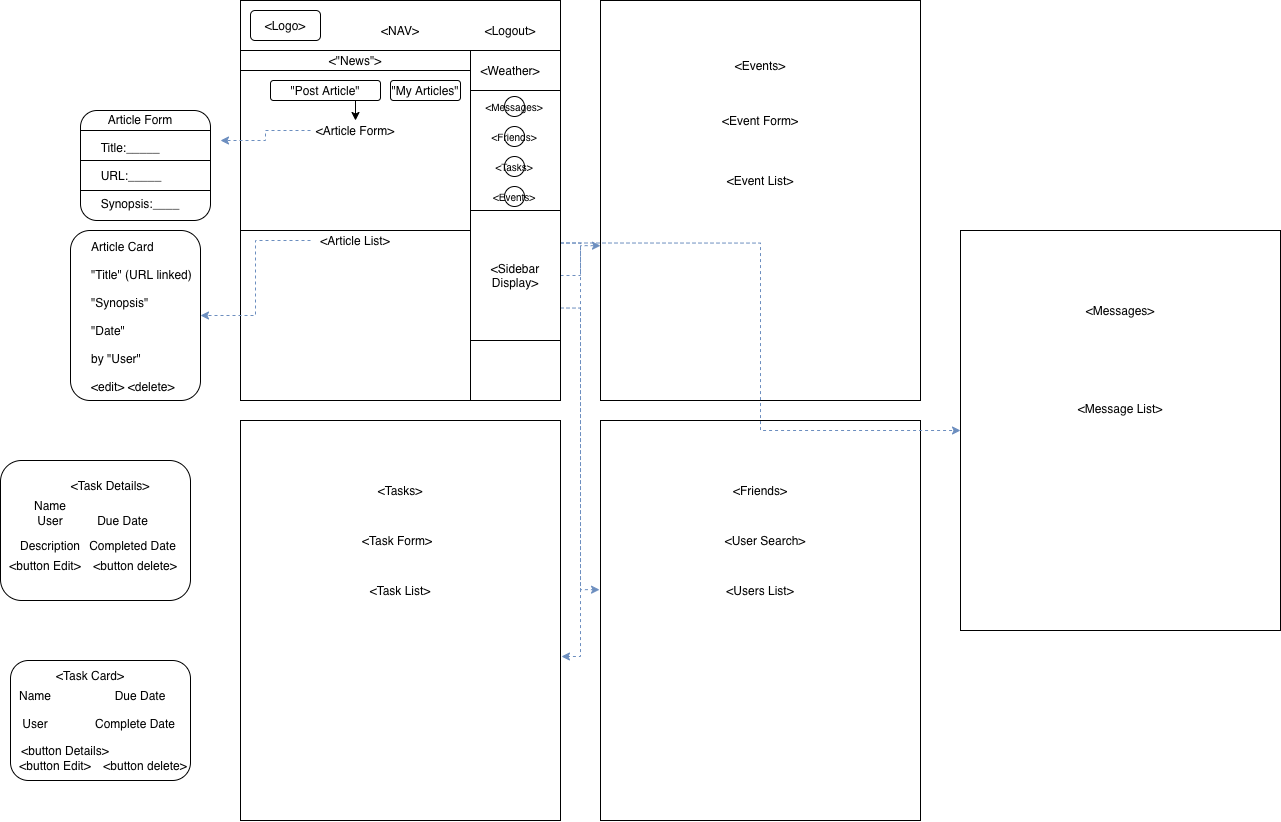 <Logo>
<NAV>
<Logout>
<"News">
<Weather>
"Post Article"
"My Articles"
<Messages>
<Article Form>
<Friends>
<Tasks>
<Events>
<Article List>
<Sidebar
Display>
Article Form
Title:_____
URL:_____
Synopsis:____
Article Card
"Title" (URL linked)
"Synopsis"
"Date"
by "User"
<edit> <delete>
<Events>
<Event Form>
<Event List>
<Messages>
<Message List>
<Task Details>
Name
User
Due Date
Description
Completed Date
<button Edit>
<button delete>
<Tasks>
<Task Form>
<Task List>
<Friends>
<User Search>
<Users List>
<Task Card>
Name
Due Date
User
Complete Date
<button Details>
<button Edit>
<button delete>